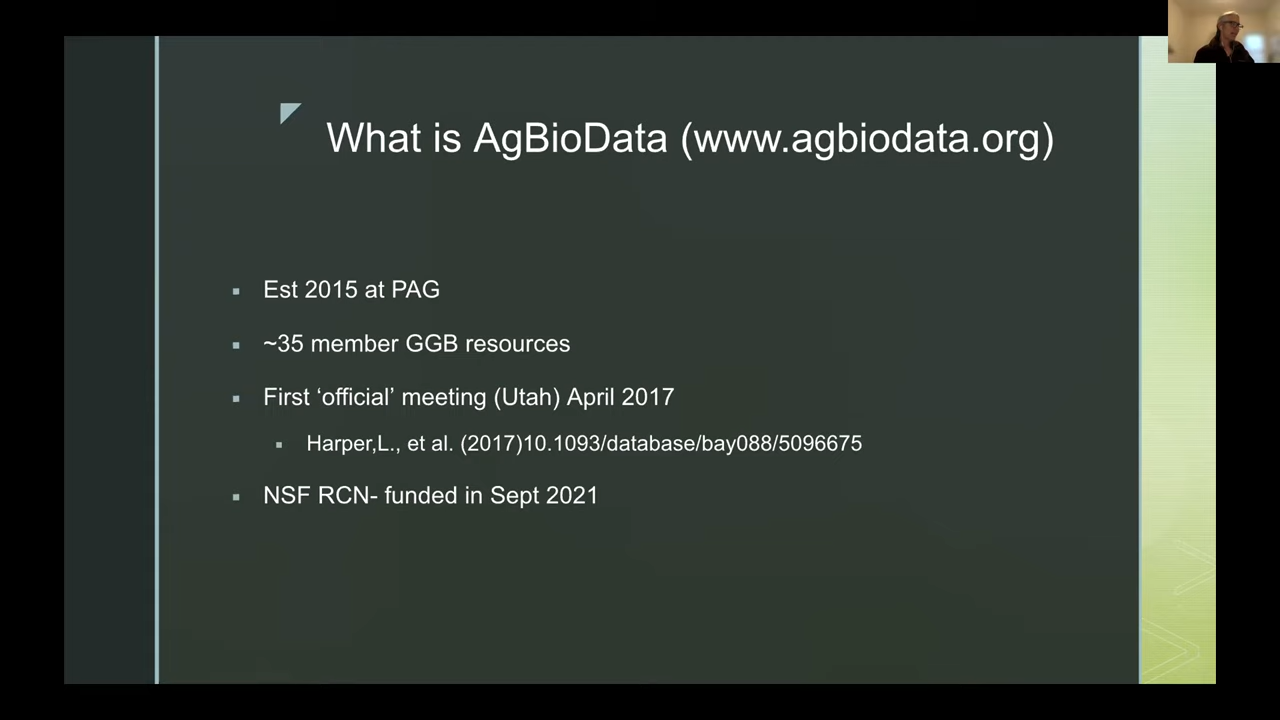 What is AgBioData (www.agbiodata.org)
Est 2015 at PAG
~35 member GGB resources
First ‘official’ meeting (Utah) April 2017
Harper,L., et al. (2017)10.1093/database/bay088/5096675
NSF RCN- funded in Sept 2021